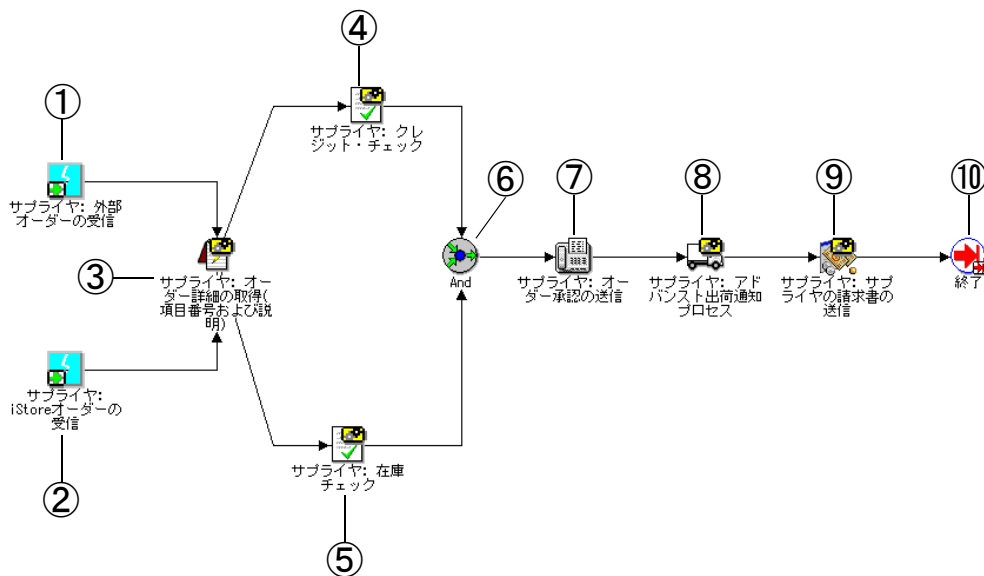 ①
サプライヤ: 外部
オーダーの受信
②
サプライヤ:
iStoreオーダーの
受信
③
サプライヤ: オー
ダー詳細の取得(
項目番号および説
明)
④
サプライヤ: クレ
ジット・チェック
⑤
サプライヤ: 在庫
チェック
⑥
And
⑦
サプライヤ: オー
ダー承認の送信
⑧
サプライヤ: アド
バンスト出荷通知
プロセス
⑨
サプライヤ: サプ
ライヤの請求書の
送信
⑩
終了